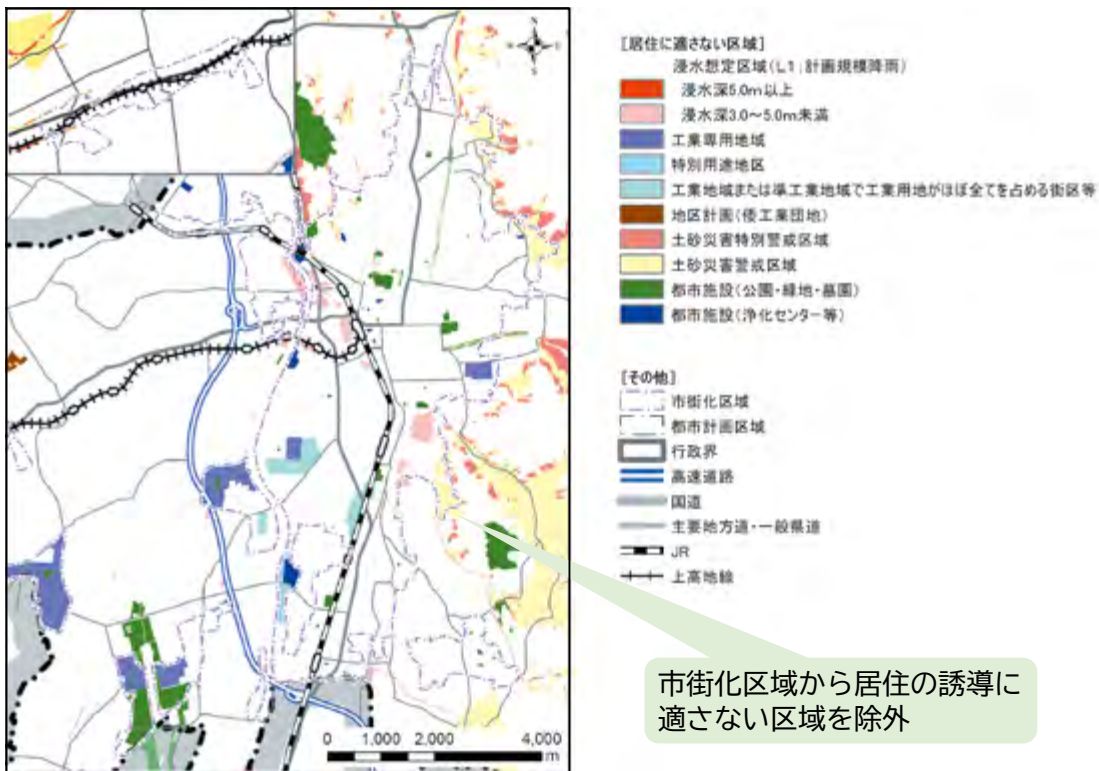 N
[居住に適さない区域]
浸水想定区域(L1:計画規模降雨)
浸水深5.0m以上
浸水深3.0～5.0m未満
工業専用地域
特別用途地区
工業地域または準工業地域で工業用地がほぼ全てを占める街区等
地区計画(倭工業団地)
土砂災害特別警戒区域
土砂災害警戒区域
都市施設(公園・緑地・墓園)
都市施設(浄化センター等)
[その他]
市街化区域
都市計画区域
行政界
高速道路
国道
主要地方道・一般県道
JR
上高地線
市街化区域から居住の誘導に
適さない区域を除外
0 1,000 2,000 4,000
m